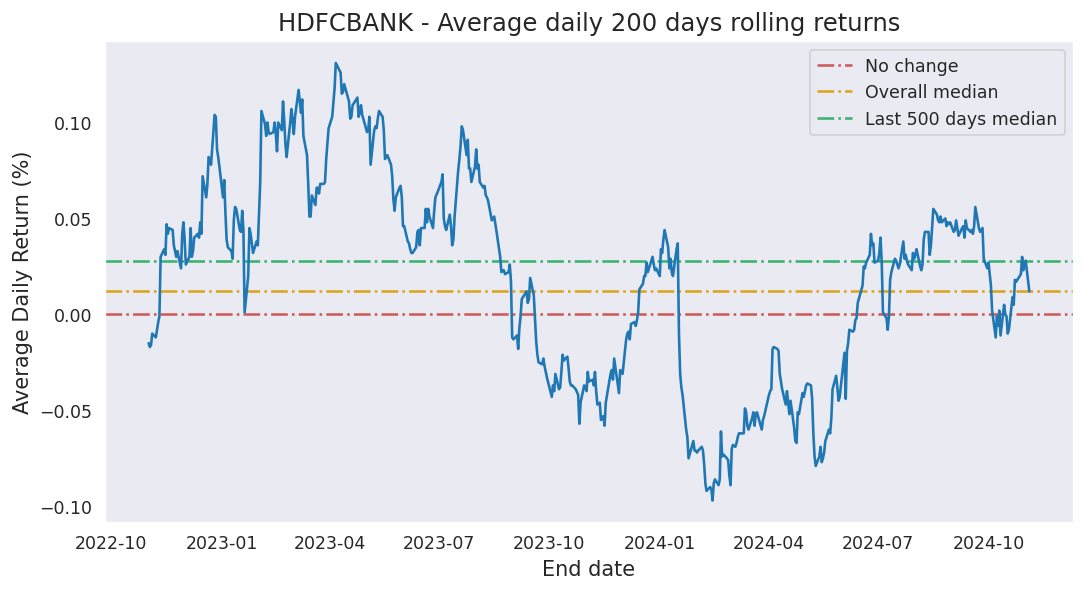 HDFCBANK - Average daily 200 days rolling returns
No change
Overall median
Last 500 days median
Average Daily Return (%)
0.10
0.05
0.00
−0.05
−0.10
2022-10 2023-01 2023-04 2023-07 2023-10 2024-01 2024-04 2024-07 2024-10
End date